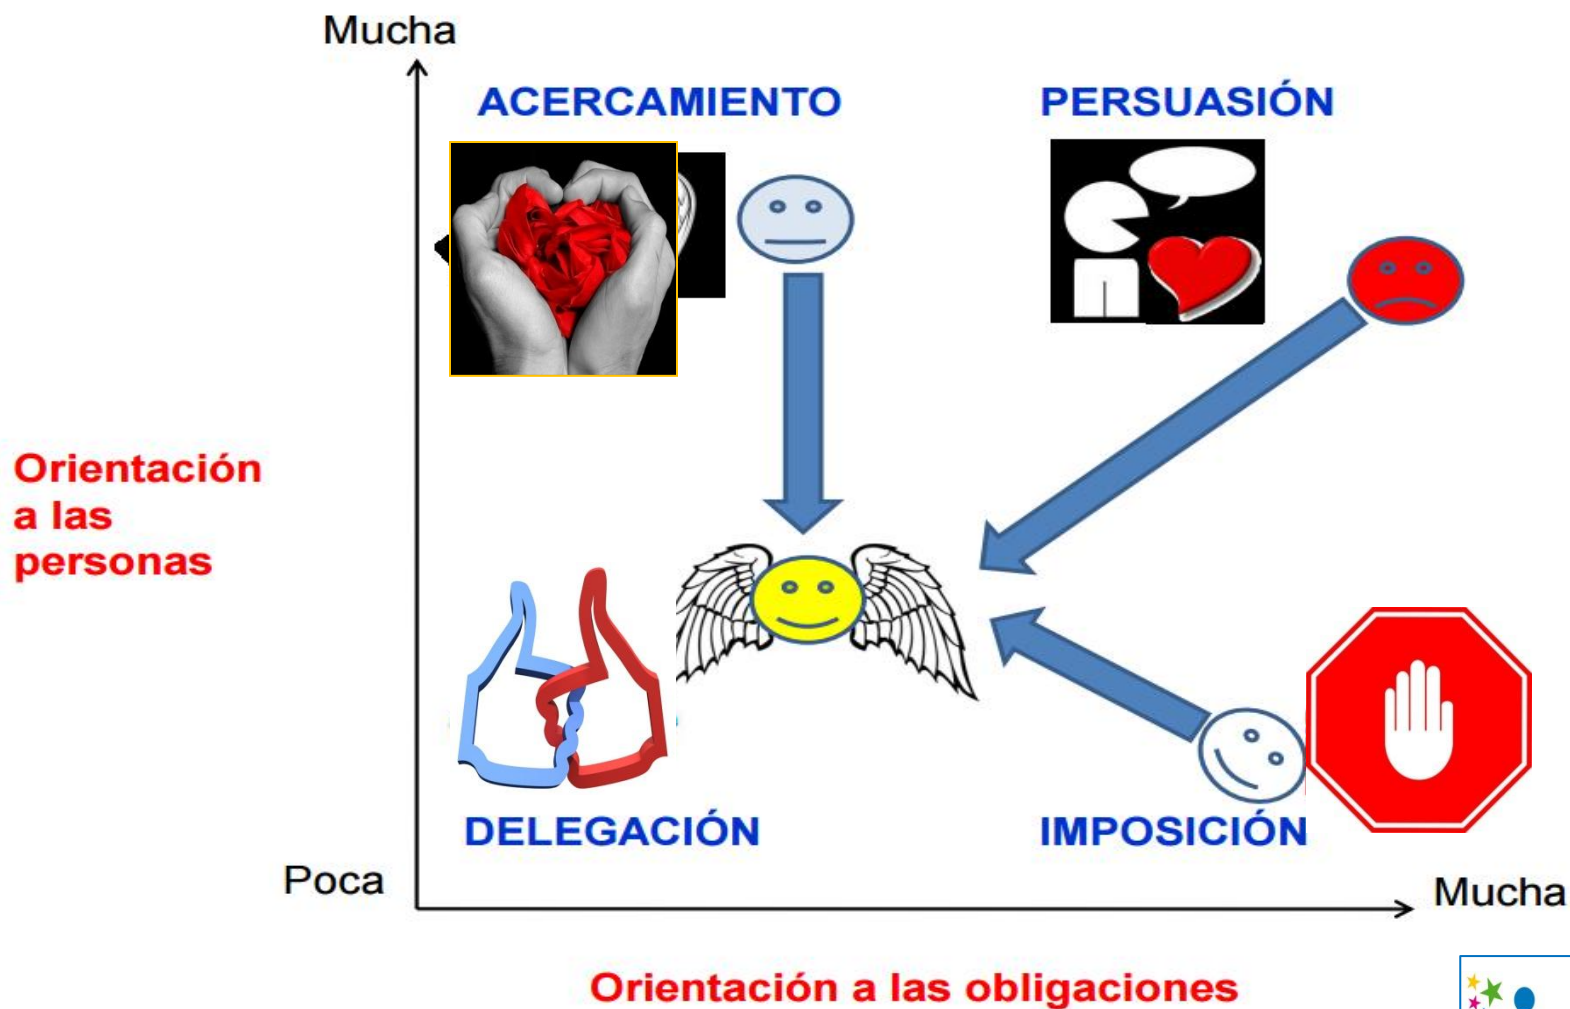 Mucha
ACERCAMIENTO
PERSUASIÓN
Orientación
a las
personas
DELEGACIÓN
IMPOSICIÓN
Poca
Mucha
Orientación a las obligaciones